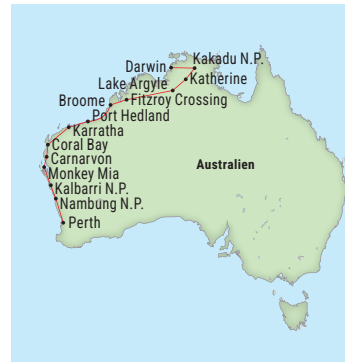 Kakadu N.P.
Darwin
Katherine
Lake Argyle
Fitzroy Crossing
Broome
Port Hedland
Karratha
Coral Bay
Carnarvon
Monkey Mia
Kalbarri N.P.
Nambung N.P.
Perth
Australien